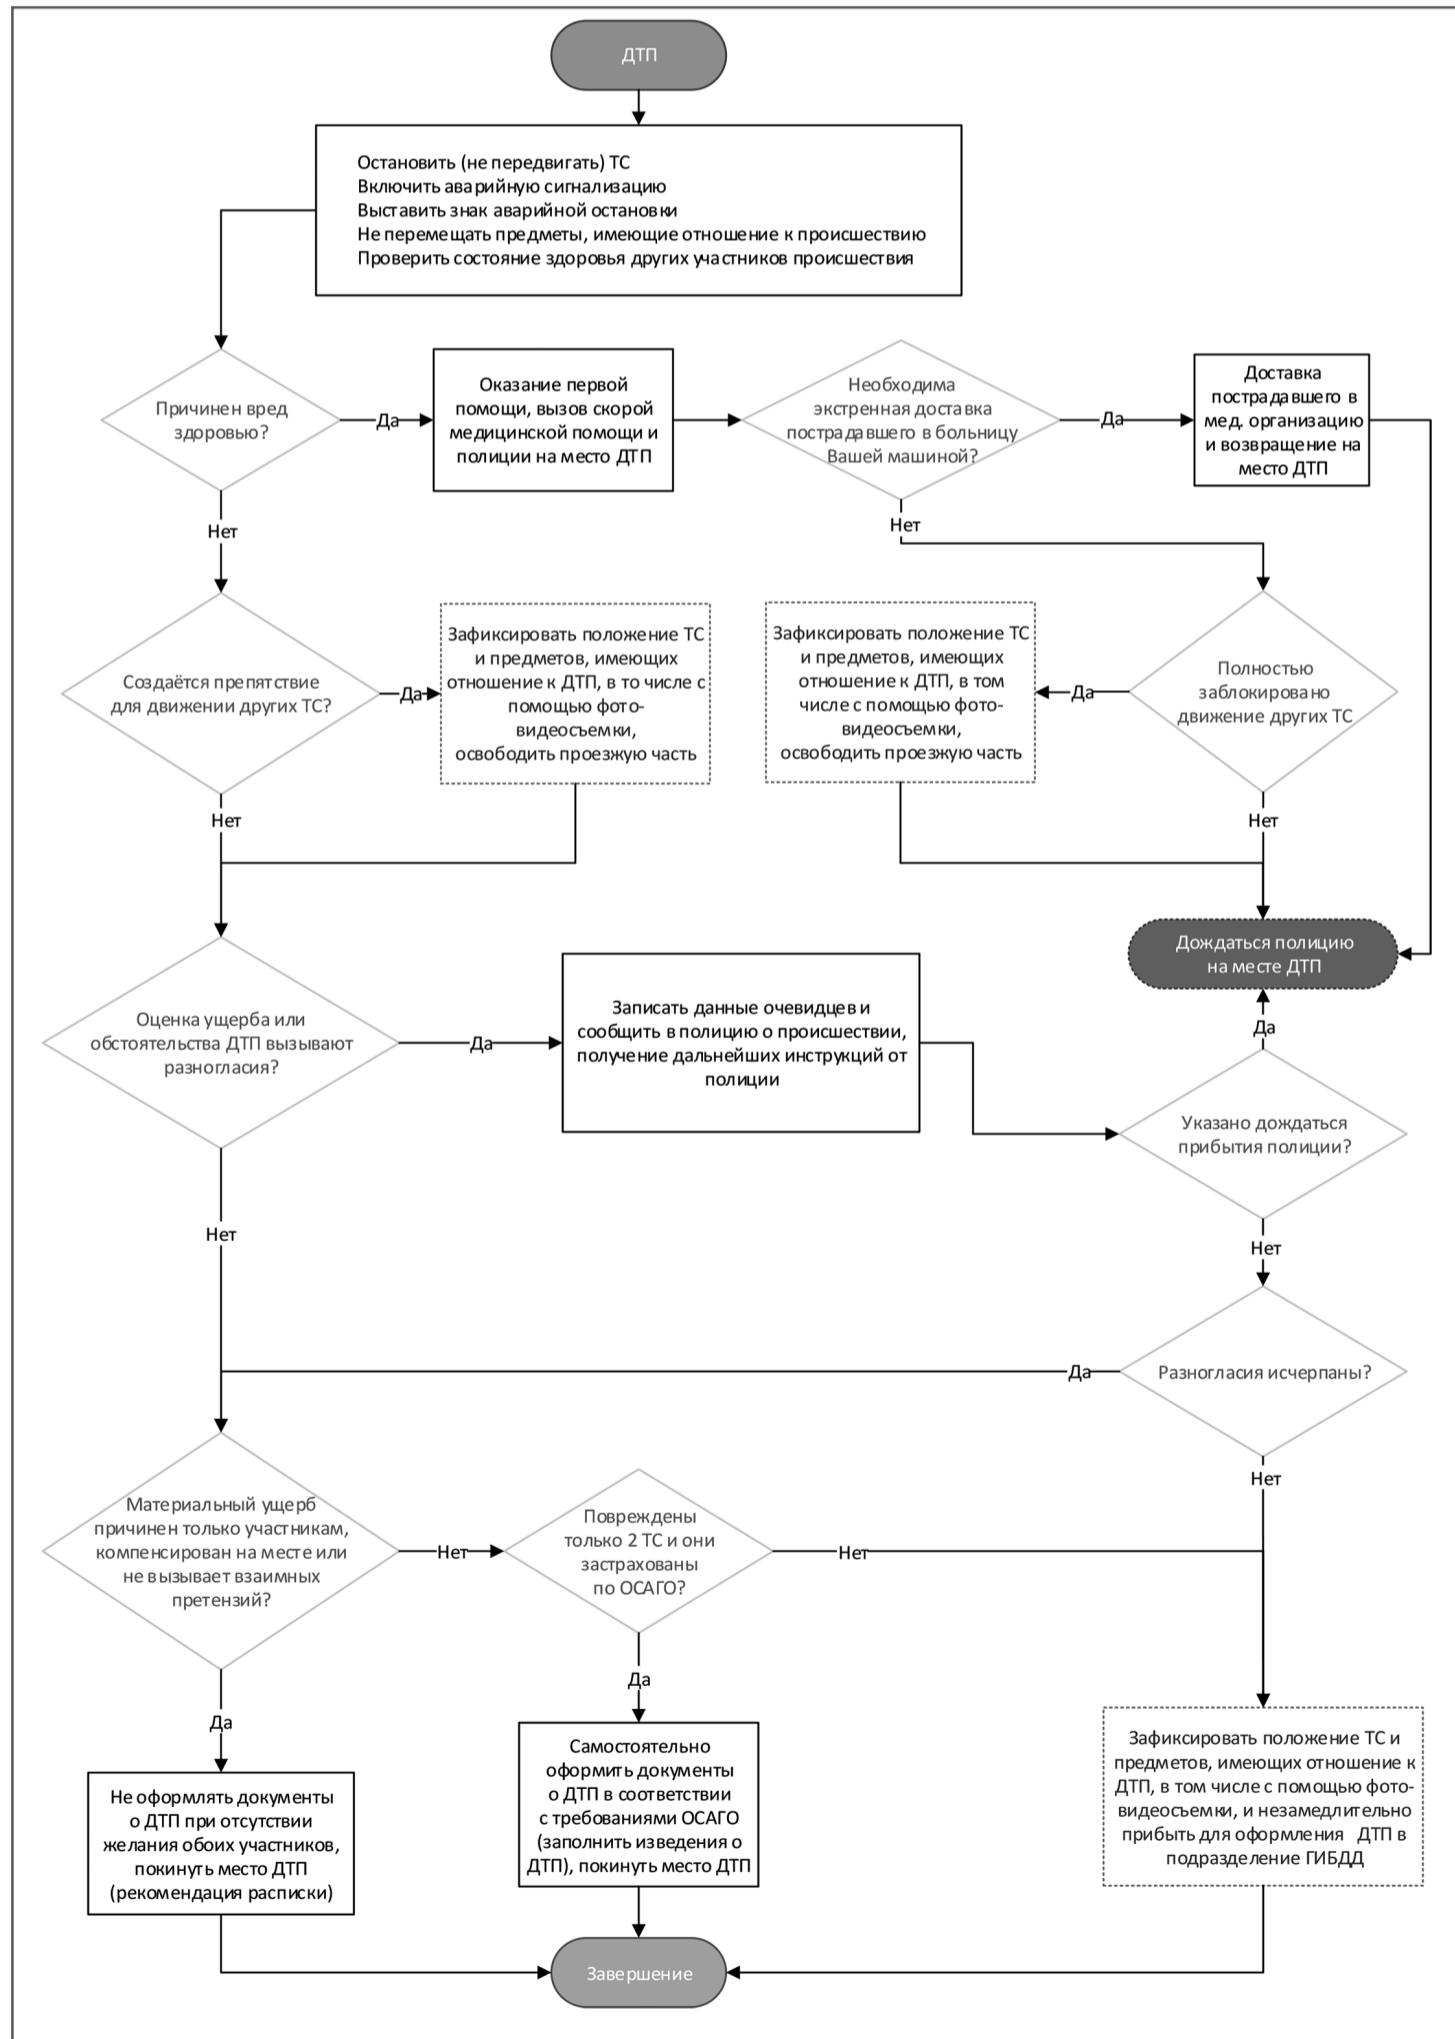 ДТП
Остановить (не передвигать) ТС
Включить аварийную сигнализацию
Выставить знак аварийной остановки
Не перемещать предметы, имеющие отношение к происшествию
Проверить состояние здоровья других участников происшествия
Причинен вред
здоровью?
Да
Оказание первой
помощи, вызов скорой
медицинской помощи и
полиции на место ДТП
Необходима
экстренная доставка
пострадавшего в больницу
Вашей машиной?
Да
Доставка
пострадавшего в
мед. организацию
и возвращение на
место ДТП
Нет
Нет
Создаётся препятствие
для движении других ТС?
Да
Зафиксировать положение ТС
и предметов, имеющих
отношение к ДТП, в то числе с
помощью фото-
видеосъемки,
освободить проезжую часть
Зафиксировать положение ТС
и предметов, имеющих
отношение к ДТП, в том
числе с помощью фото-
видеосъемки,
освободить проезжую часть
Да
Полностью
заблокировано
движение других ТС
Нет
Нет
Дождаться полицию
на месте ДТП
Оценка ущерба или
обстоятельства ДТП вызывают
разногласия?
Да
Записать данные очевидцев и
сообщить в полицию о происшествии,
получение дальнейших инструкций от
полиции
Да
Указано дождаться
прибытия полиции?
Нет
Нет
Да
Разногласия исчерпаны?
Нет
Материальный ущерб
причинен только участникам,
компенсирован на месте или
не вызывает взаимных
претензий?
Нет
Повреждены
только 2 ТС и они
застрахованы
по ОСАГО?
Нет
Да
Да
Не оформлять документы
о ДТП при отсутствии
желания обоих участников,
покинуть место ДТП
(рекомендация расписки)
Самостоятельно
оформить документы
о ДТП в соответствии
с требованиями ОСАГО
(заполнить изведения о
ДТП), покинуть место ДТП
Зафиксировать положение ТС и
предметов, имеющих отношение к
ДТП, в том числе с помощью фото-
видеосъемки, и незамедлительно
прибыть для оформления ДТП в
подразделение ГИБДД
Завершение